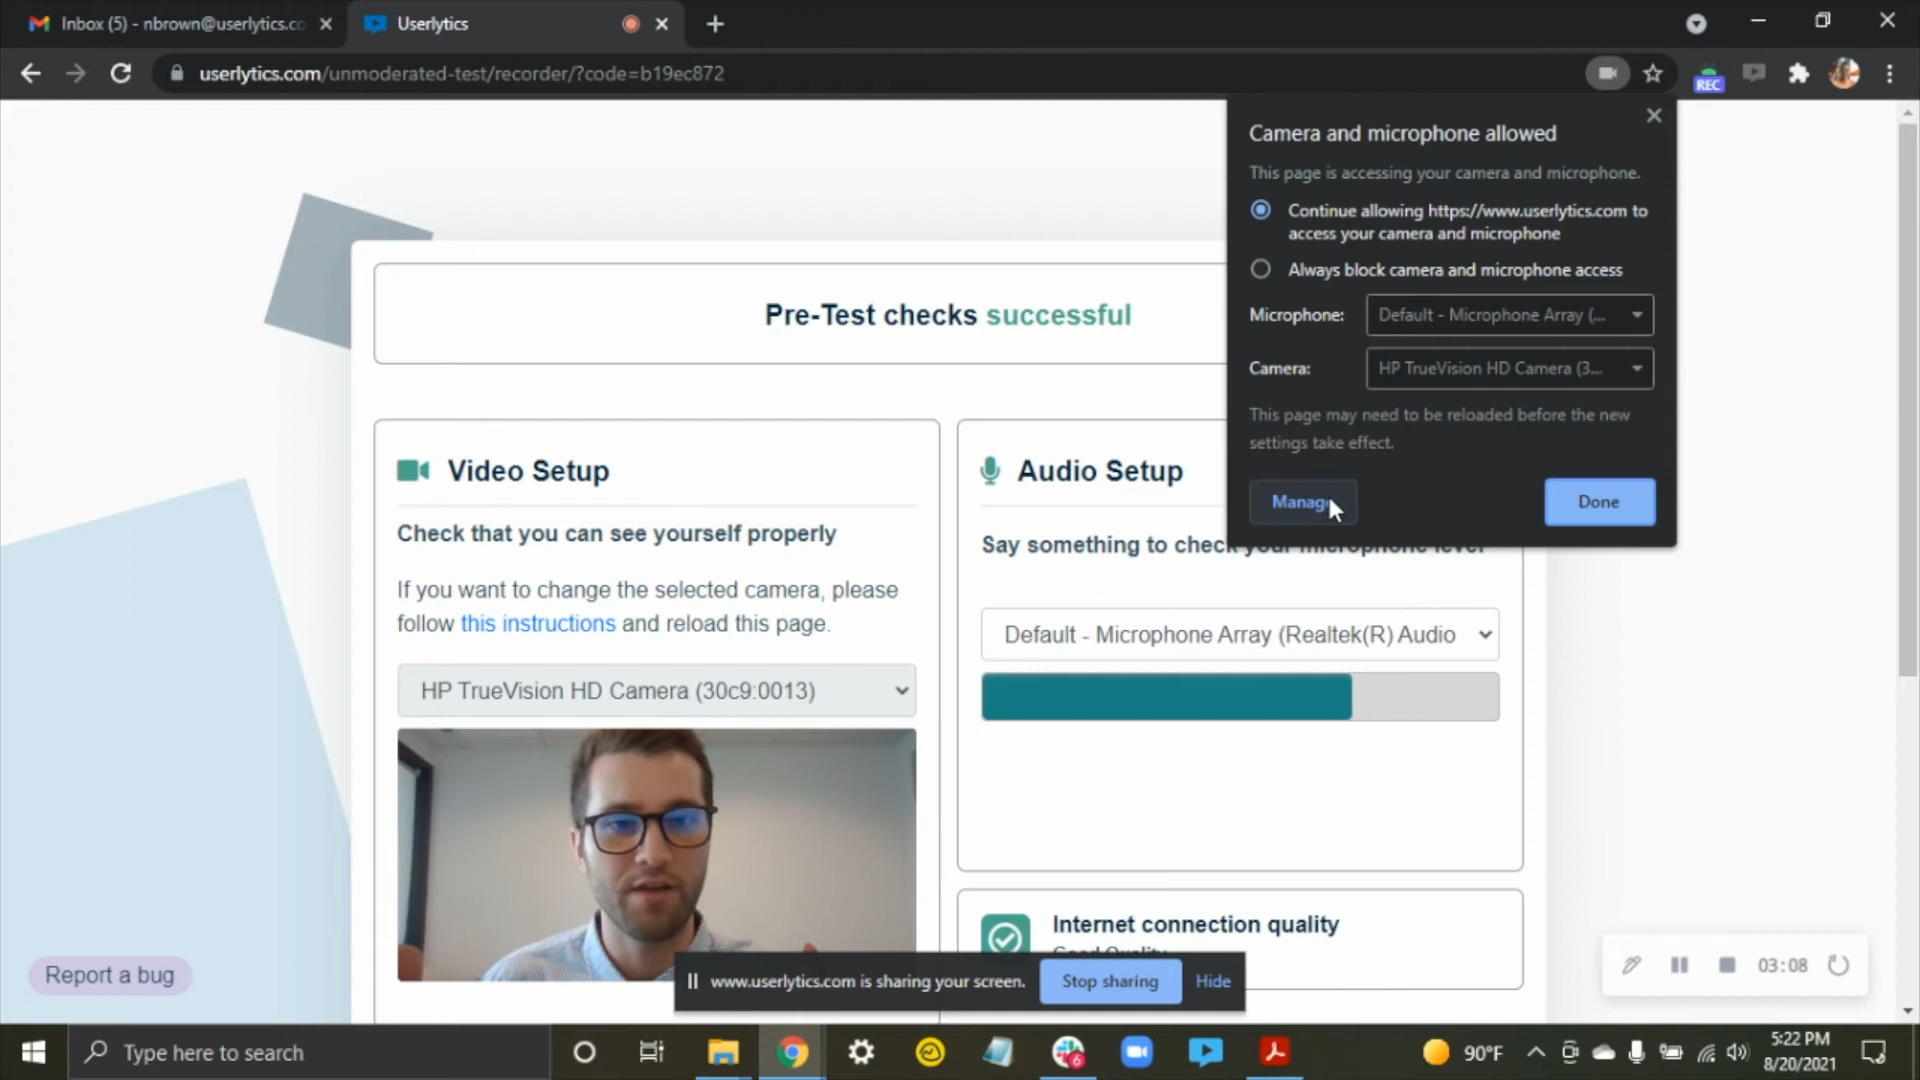 Inbox (5) - nbrown@userlytics.co
Userlytics
userlytics.com/unmoderated-test/recorder/?code=b19ec872
REC
Camera and microphone allowed
This page is accessing your camera and microphone.
Continue allowing https://www.userlytics.com to
access your camera and microphone
Always block camera and microphone access
Microphone: Default - Microphone Array (...
Camera: HP TrueVision HD Camera (3...
This page may need to be reloaded before the new
settings take effect.
Manage
Done
Pre-Test checks successful
Video Setup
Check that you can see yourself properly
If you want to change the selected camera, please
follow this instructions and reload this page.
HP TrueVision HD Camera (30c9:0013)
Audio Setup
Say something to check your microphone level
Default - Microphone Array (Realtek(R) Audio
Internet connection quality
Good Quality
Report a bug
www.userlytics.com is sharing your screen.
Stop sharing
Hide
03:08
Type here to search
6
90°F
5:22 PM
8/20/2021